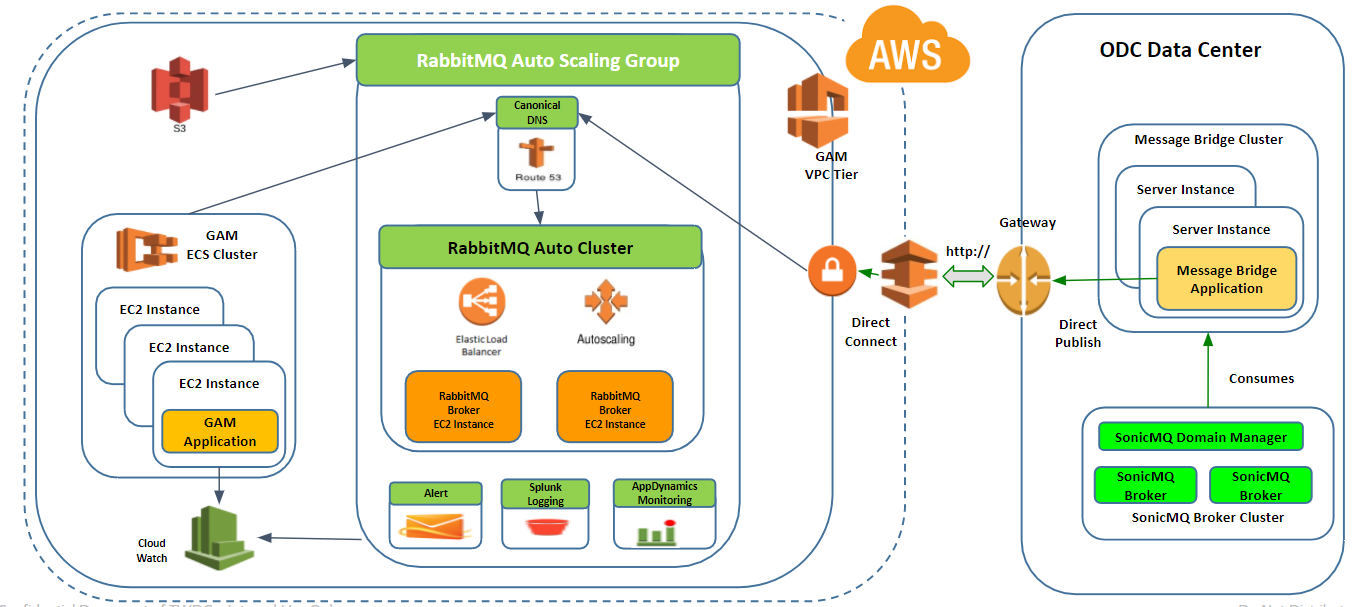 AWS
ODC Data Center
RabbitMQ Auto Scaling Group
S3
Canonical
DNS
Route 53
GAM
VPC Tier
Message Bridge Cluster
Server Instance
Server Instance
Message Bridge
Application
GAM
ECS Cluster
RabbitMQ Auto Cluster
Gateway
http://
Direct
Connect
Direct
Publish
EC2 Instance
EC2 Instance
EC2 Instance
GAM
Application
Elastic Load
Balancer
Autoscaling
RabbitMQ
Broker
EC2 Instance
RabbitMQ
Broker
EC2 Instance
Consumes
SonicMQ Domain Manager
SonicMQ
Broker
SonicMQ
Broker
SonicMQ Broker Cluster
Alert
Splunk
Logging
AppDynamics
Monitoring
Cloud
Watch